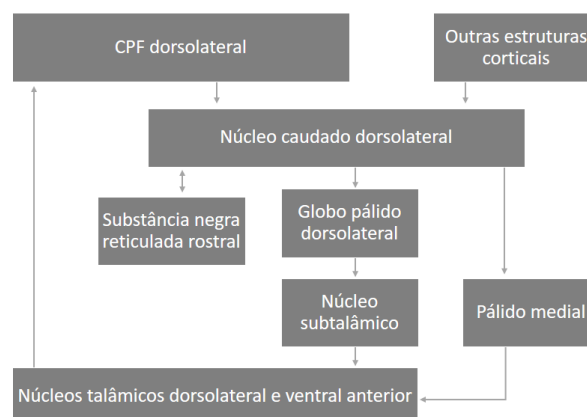 CPF dorsolateral
Outras estruturas
corticais
Núcleo caudado dorsolateral
Substância negra
reticulada rostral
Globo pálido
dorsolateral
Núcleo
subtalâmico
Pálido medial
Núcleos talâmicos dorsolateral e ventral anterior